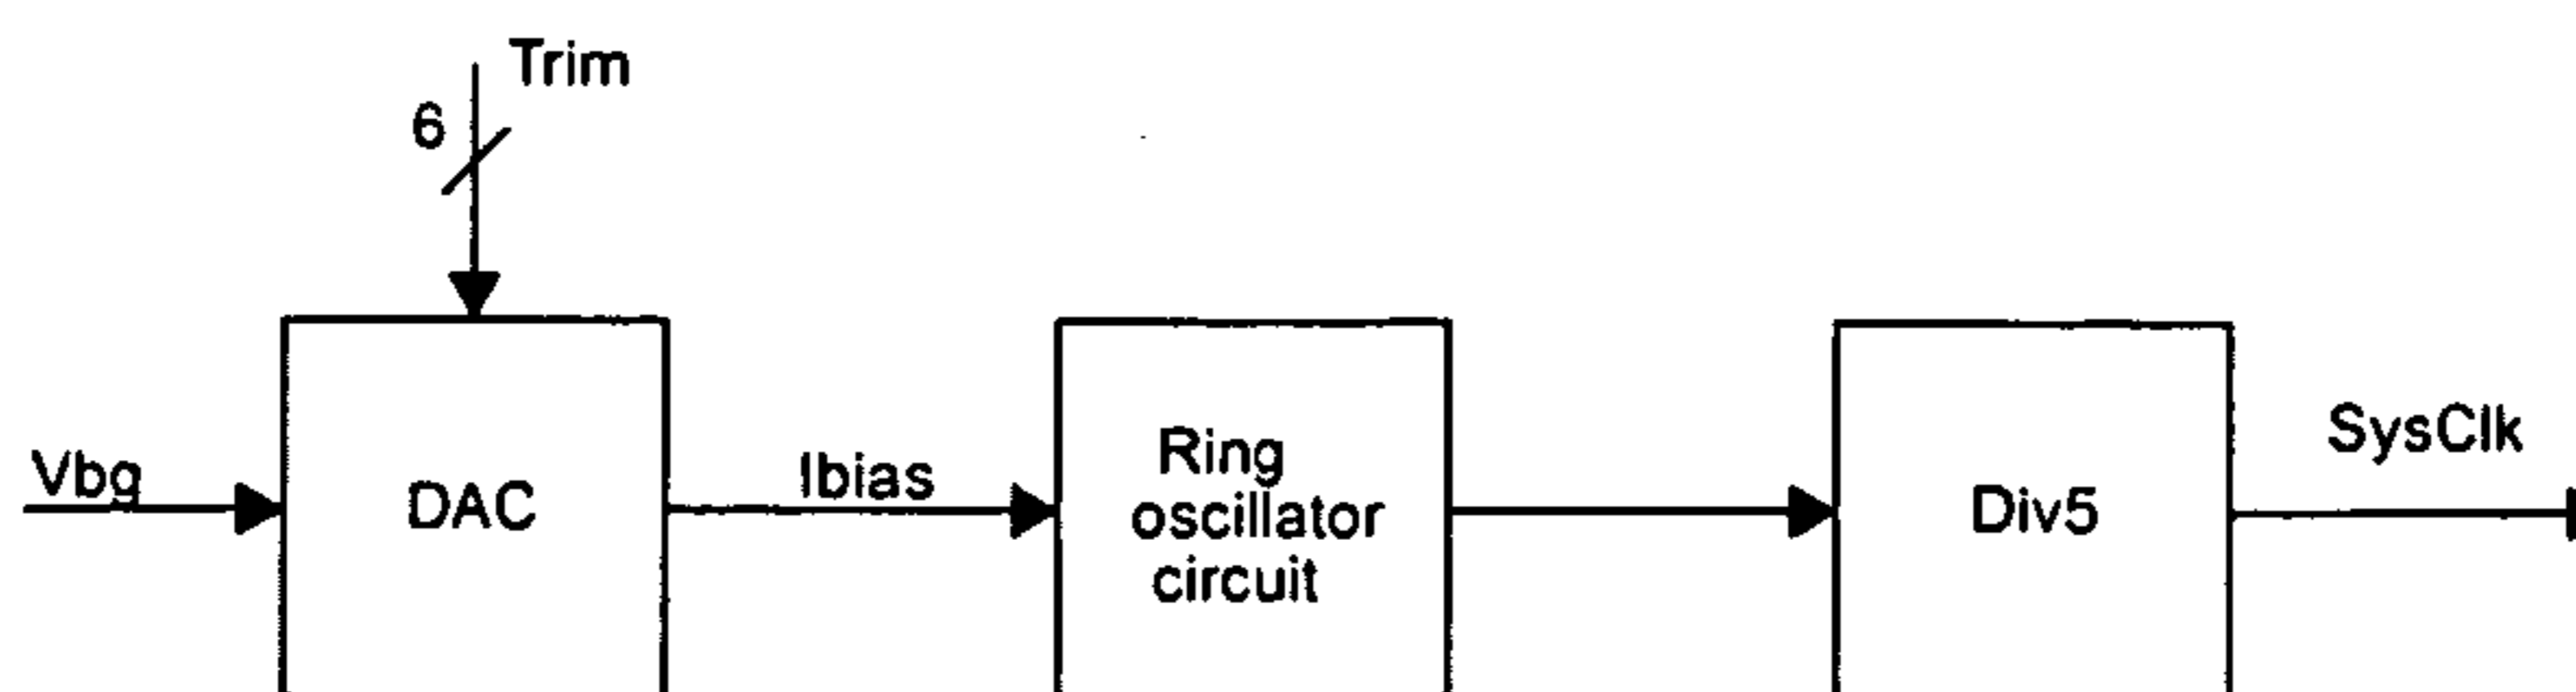 Trim
6
Vbg
DAC
Ibias
Ring
oscillator
circuit
Div5
SysClk